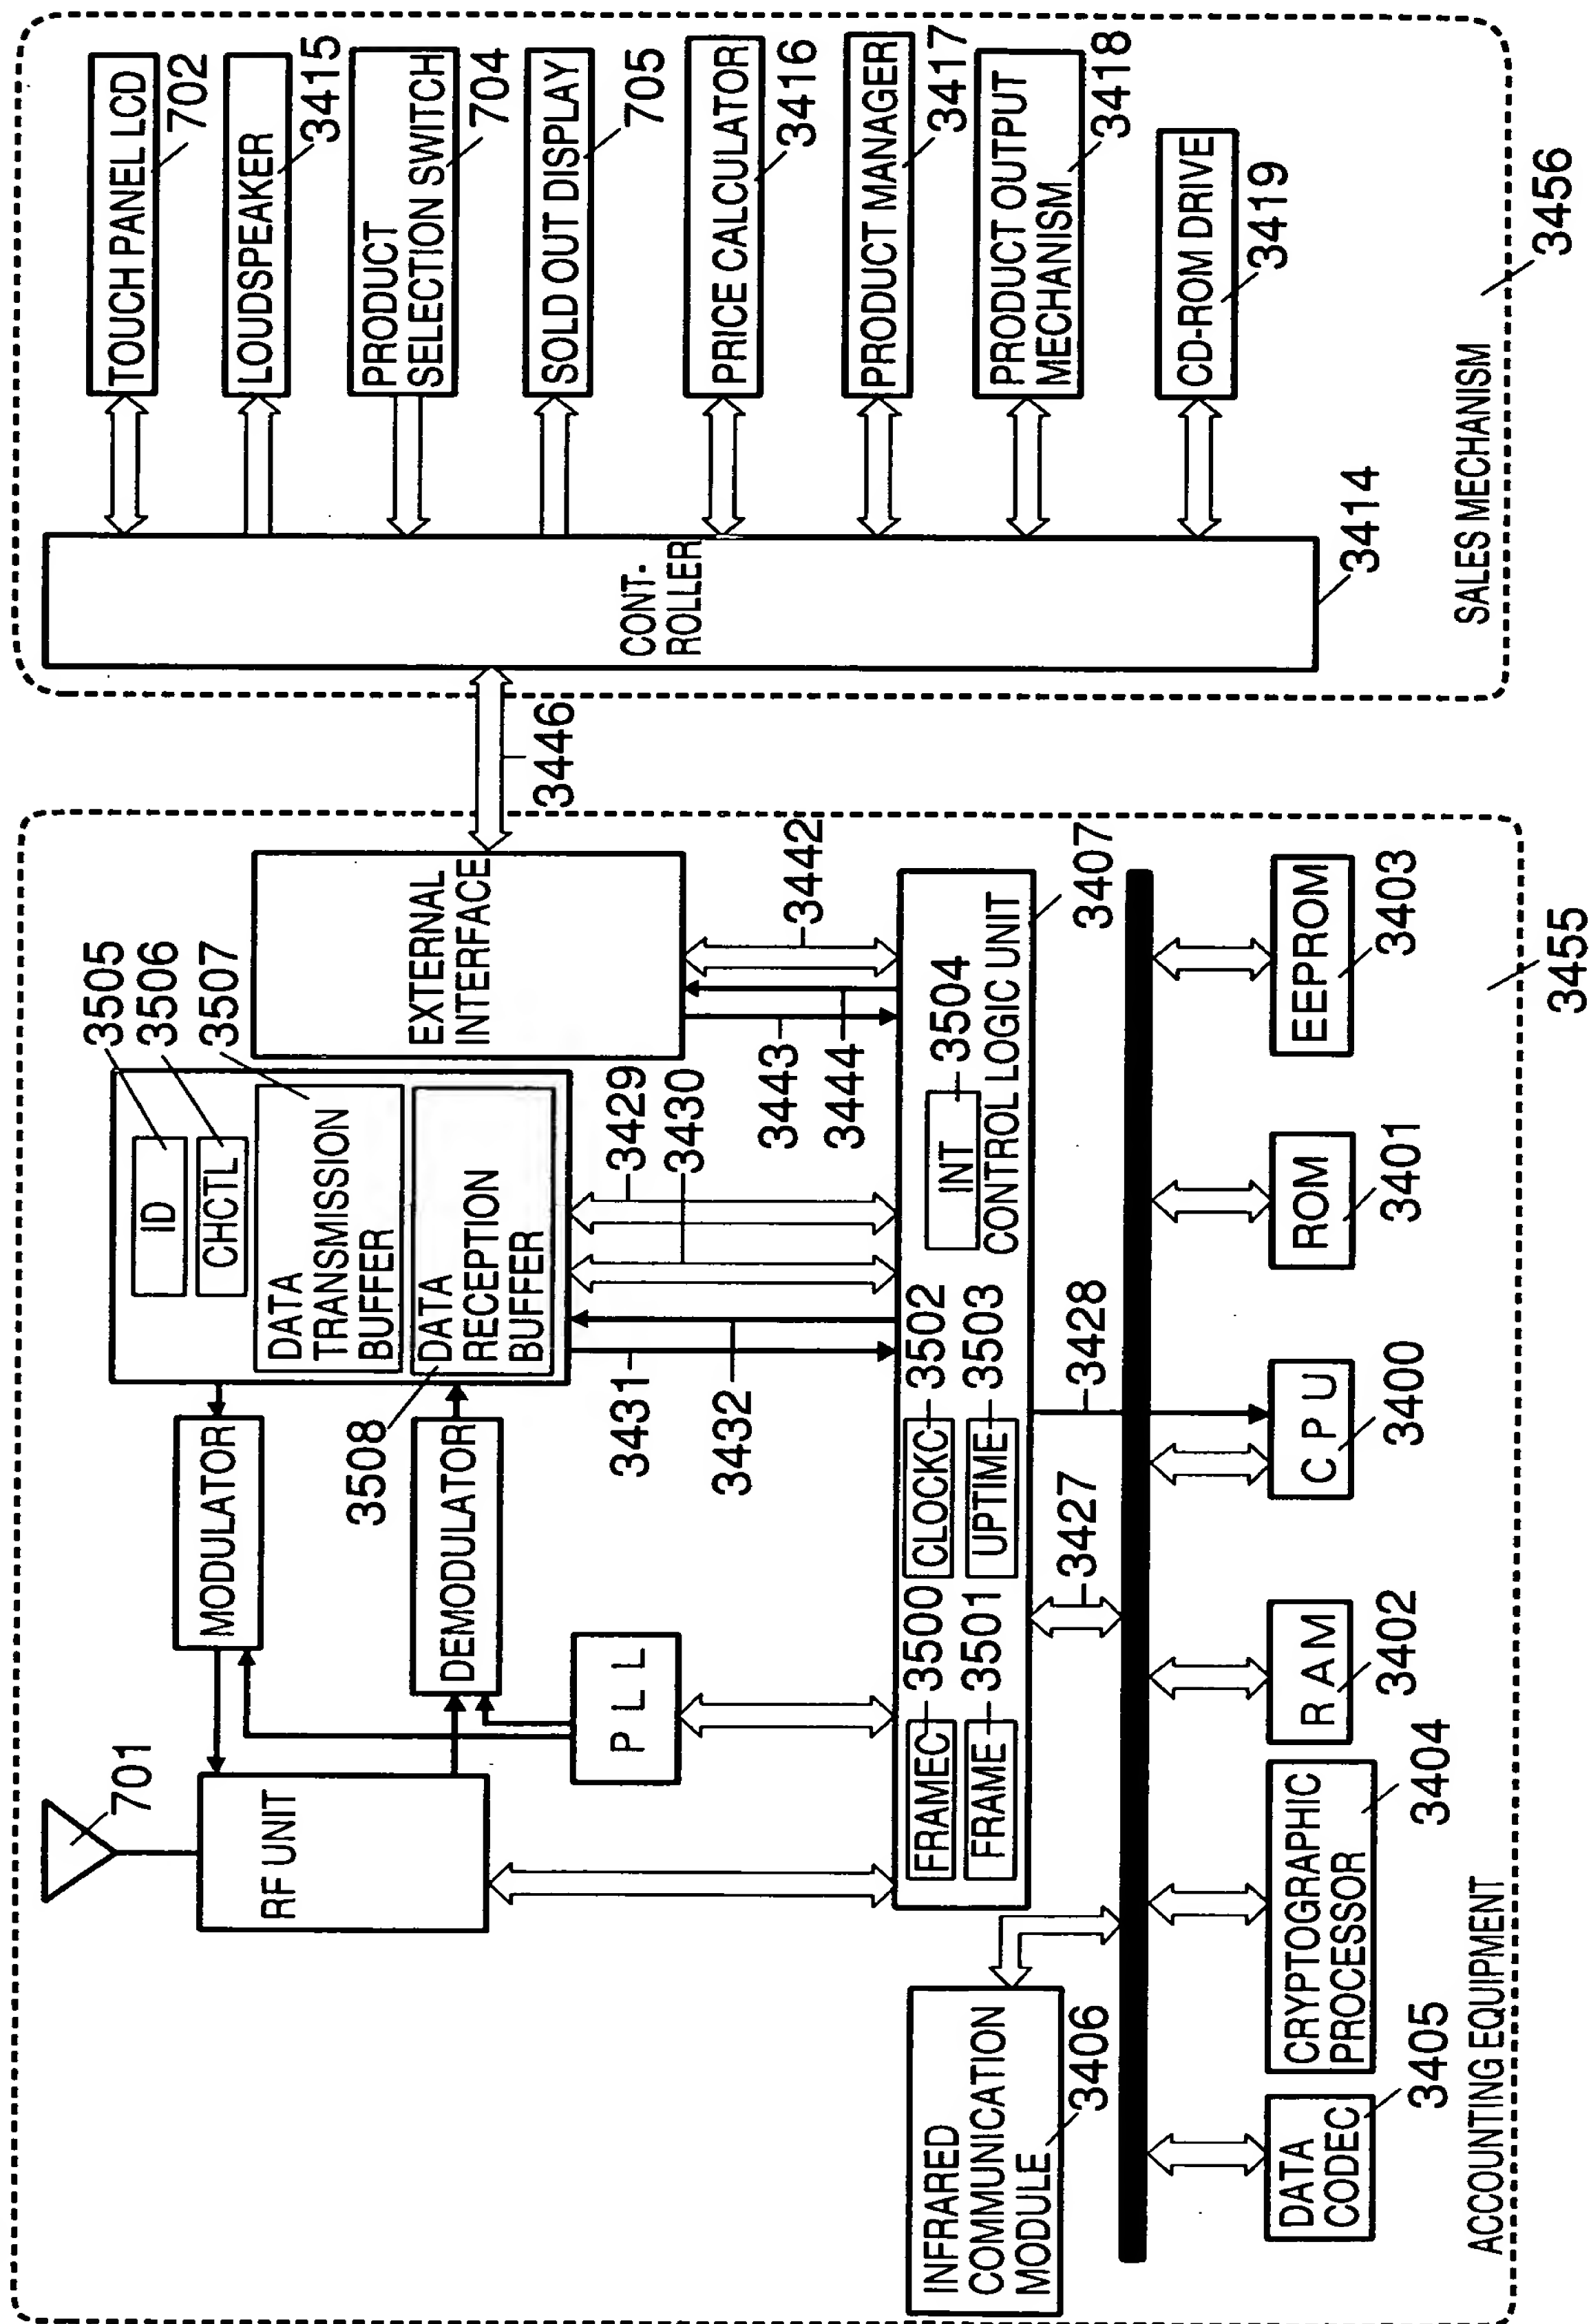 701
RF UNIT
MODULATOR
DEMODULATOR
P L L
ID
CHCTL
DATA
TRANSMISSION
BUFFER
DATA
RECEPTION
BUFFER
3505
3506
3507
3508
EXTERNAL
INTERFACE
3446
3431
3432
3429
3430
3443
3444
3442
FRAMEC
3500
FRAME
3501
CLOCKC
3502
UPTIME
3503
INT
3504
CONTROL LOGIC UNIT
3407
INFRARED
COMMUNICATION
MODULE
3406
3427
3428
DATA
CODEC
3405
CRYPTOGRAPHIC
PROCESSOR
3404
R A M
3402
C P U
3400
ROM
3401
EEPROM
3403
ACCOUNTING EQUIPMENT
3455
CONT-
ROLLER
3414
TOUCH PANEL LCD
702
LOUDSPEAKER
3415
PRODUCT
SELECTION SWITCH
704
SOLD OUT DISPLAY
705
PRICE CALCULATOR
3416
PRODUCT MANAGER
3417
PRODUCT OUTPUT
MECHANISM
3418
CD-ROM DRIVE
3419
SALES MECHANISM
3456